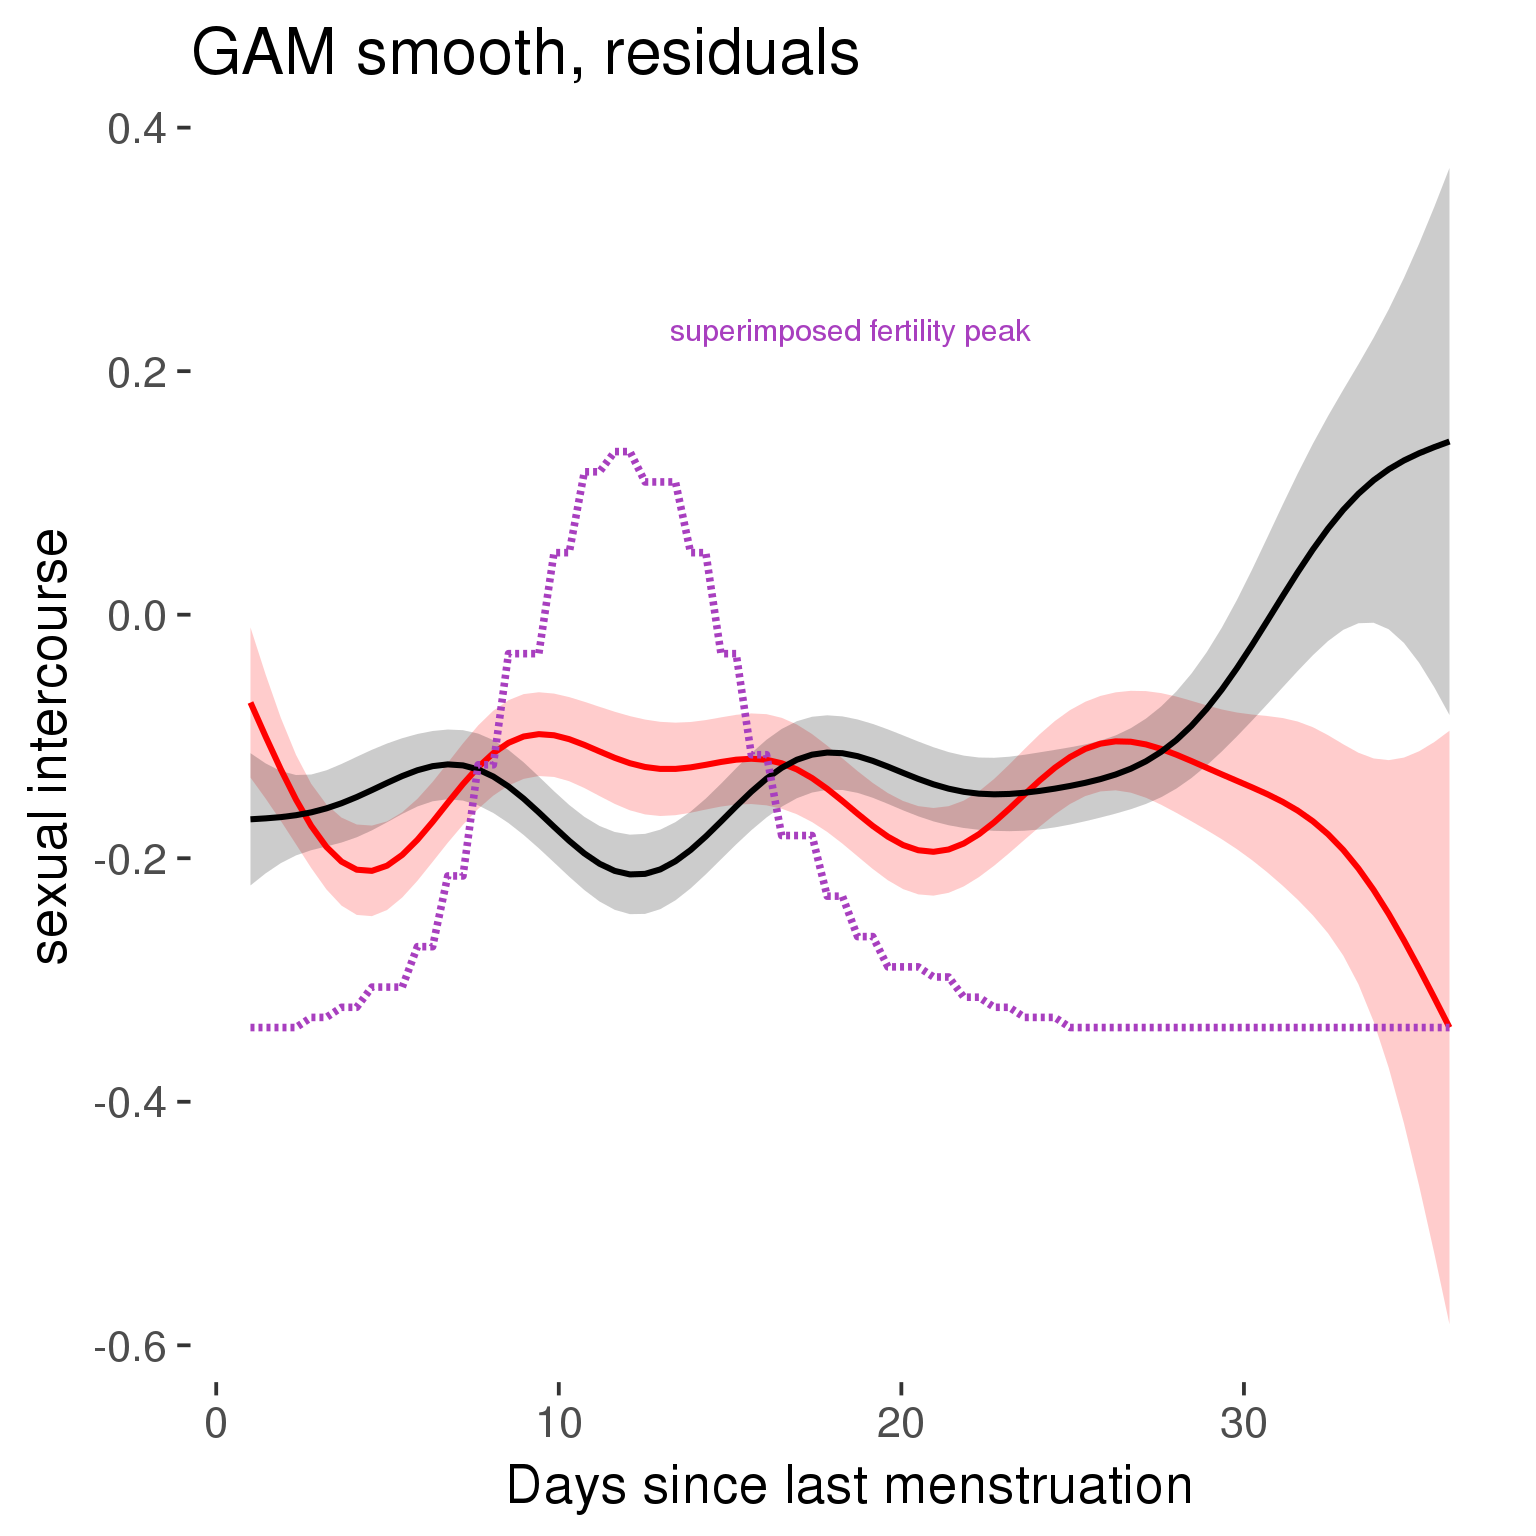 GAM smooth, residuals
0.4
0.2
0.0
-0.2
-0.4
-0.6
sexual intercourse
superimposed fertility peak
0 10 20 30
Days since last menstruation